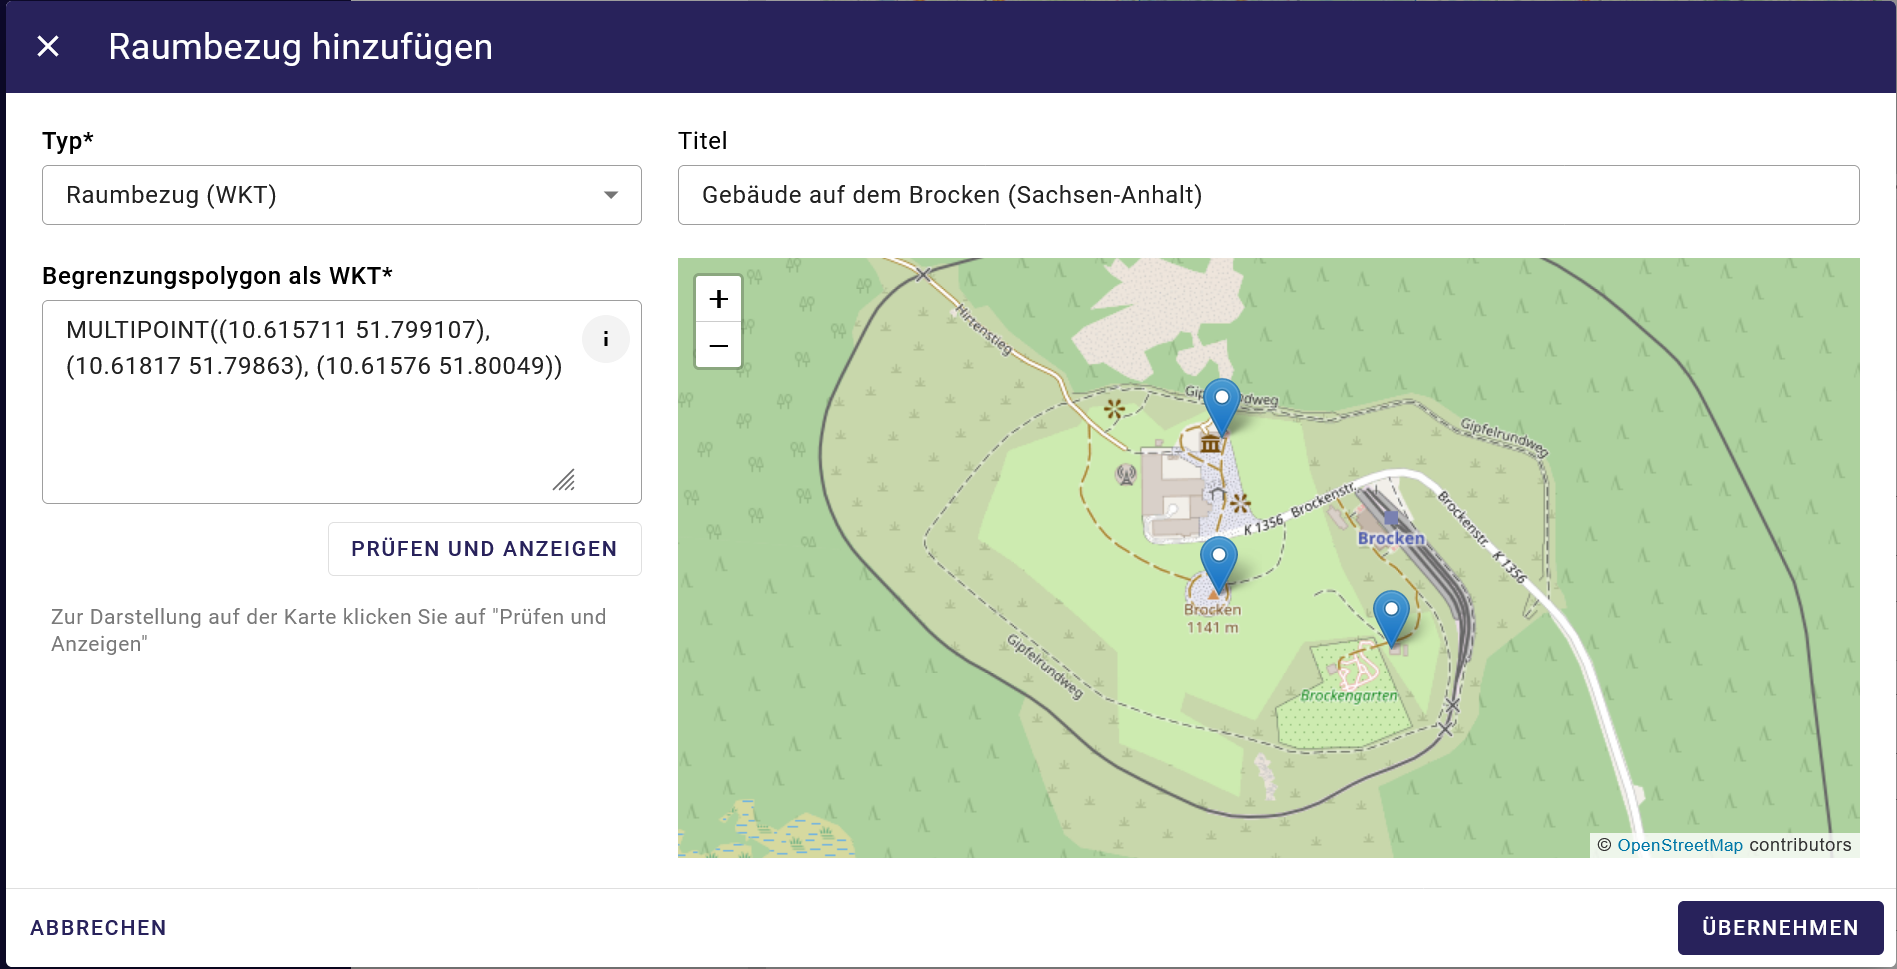 Raumbezug hinzufügen
Typ*
Raumbezug (WKT)
Titel
Gebäude auf dem Brocken (Sachsen-Anhalt)
Begrenzungspolygon als WKT*
MULTIPOINT((10.615711 51.799107),
(10.61817 51.79863), (10.61576 51.80049))
i
PRÜFEN UND ANZEIGEN
Zur Darstellung auf der Karte klicken Sie auf "Prüfen und
Anzeigen"
+
−
Hirtenstieg
Gipfelrundweg
K 1356
Brockenstr.
Brockenstr.
K 1356
Brocken
Brocken
1141 m
Gipfelrundweg
Brockengarten
© OpenStreetMap contributors
ABBRECHEN
ÜBERNEHMEN